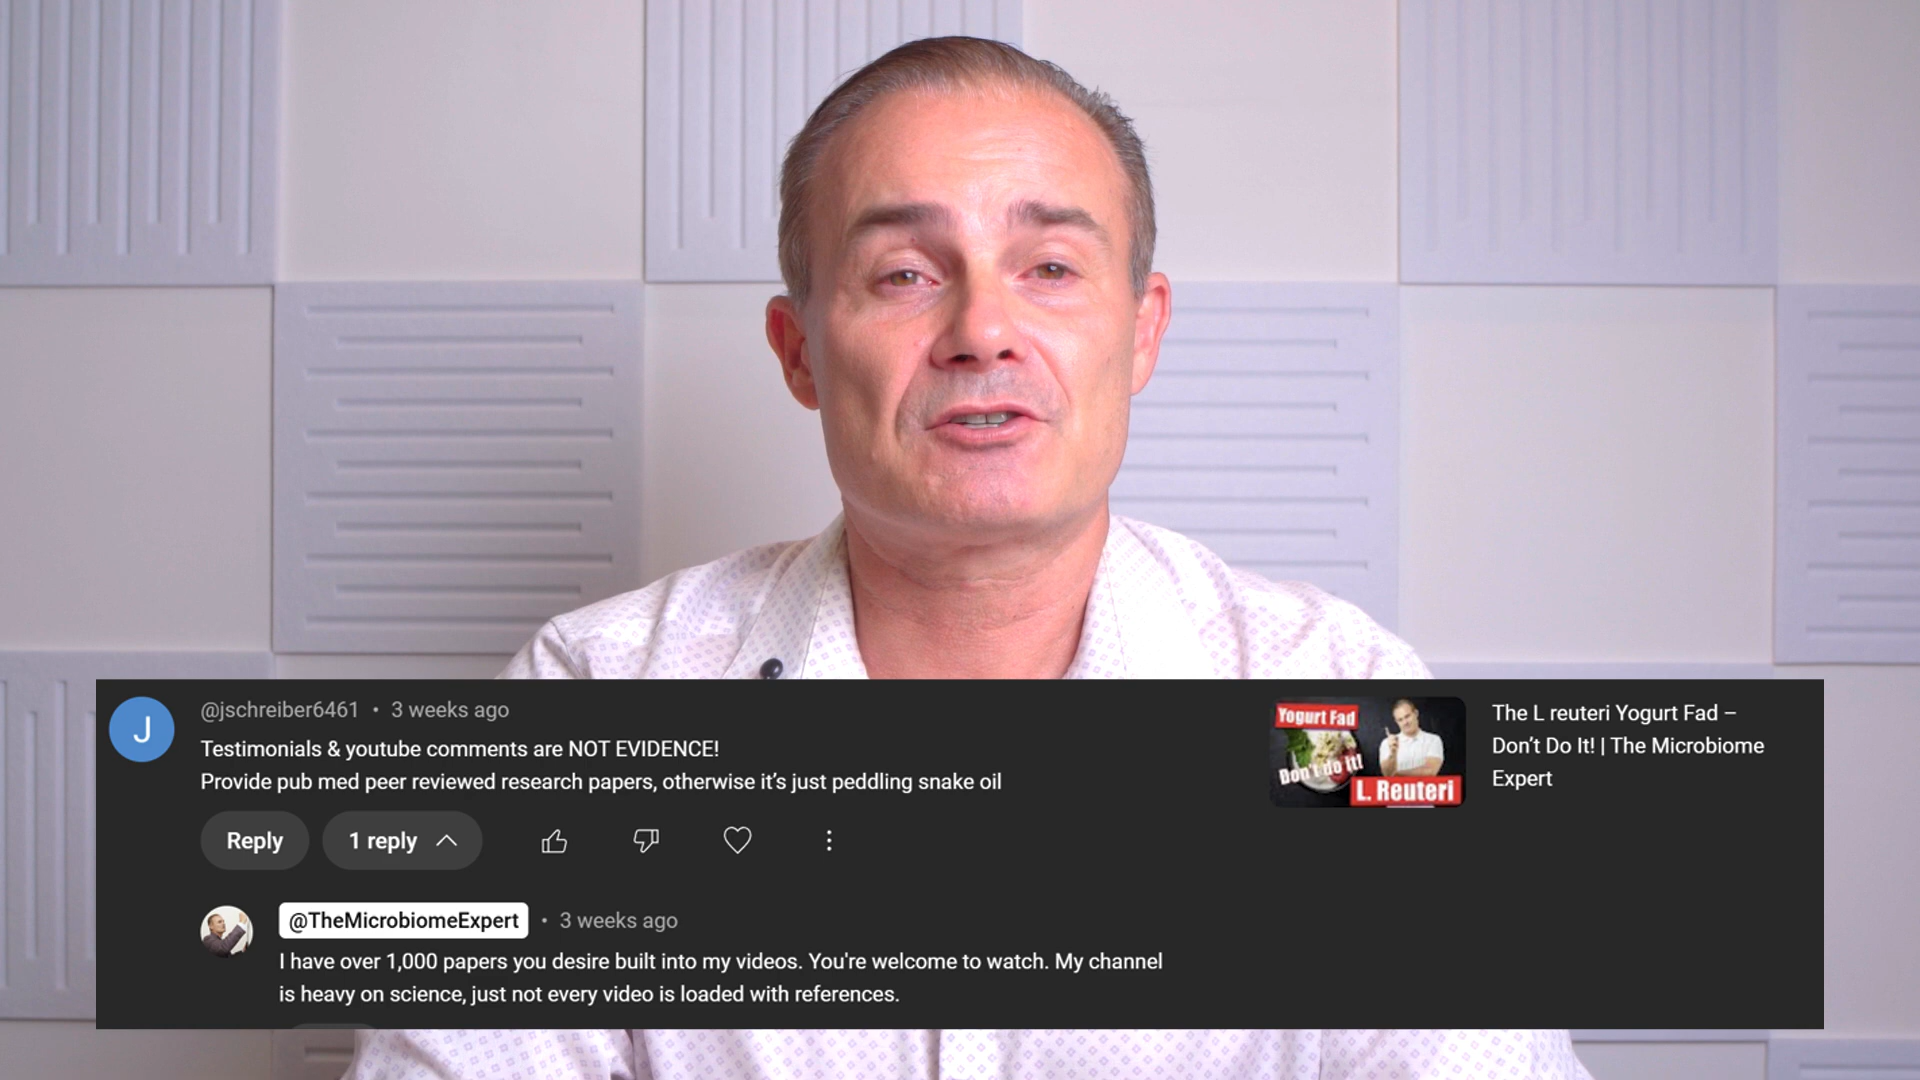 J
@jschreiber6461 • 3 weeks ago
Testimonials & youtube comments are NOT EVIDENCE!
Provide pub med peer reviewed research papers, otherwise it’s just peddling snake oil
Reply
1 reply
Yogurt Fad
Don't do it!
L. Reuteri
The L reuteri Yogurt Fad –
Don’t Do It! | The Microbiome
Expert
@TheMicrobiomeExpert • 3 weeks ago
I have over 1,000 papers you desire built into my videos. You're welcome to watch. My channel
is heavy on science, just not every video is loaded with references.